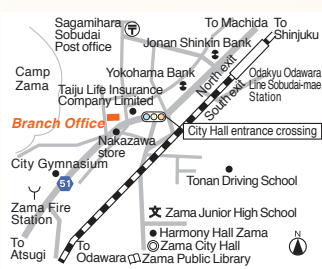 Sagamihara
Sobudai
Post office
To Machida
To
Shinjuku
Jonan Shinkin Bank
Camp
Zama
Yokohama Bank
North exit
South exit
Odakyu Odawara
Line Sobudai-mae
Station
Taiju Life Insurance
Company Limited
Branch Office
City Hall entrance crossing
Nakazawa
store
City Gymnasium
51
Tonan Driving School
Zama Fire
Station
文 Zama Junior High School
Harmony Hall Zama
Zama City Hall
Zama Public Library
To
Atsugi
To
Odawara
N